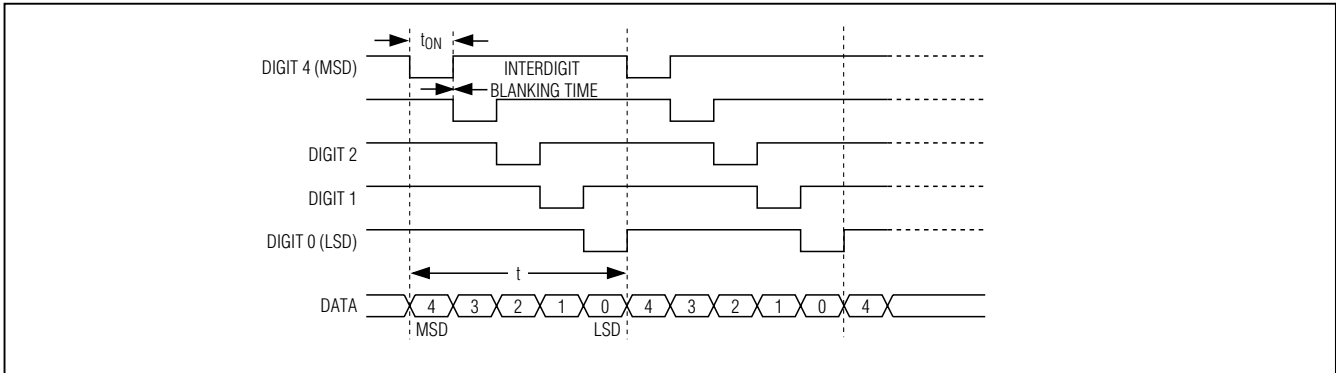 tON
DIGIT 4 (MSD)
INTERDIGIT
BLANKING TIME
DIGIT 2
DIGIT 1
DIGIT 0 (LSD)
t
DATA
4 3 2 1 0 4 3 2 1 0 4
MSD LSD